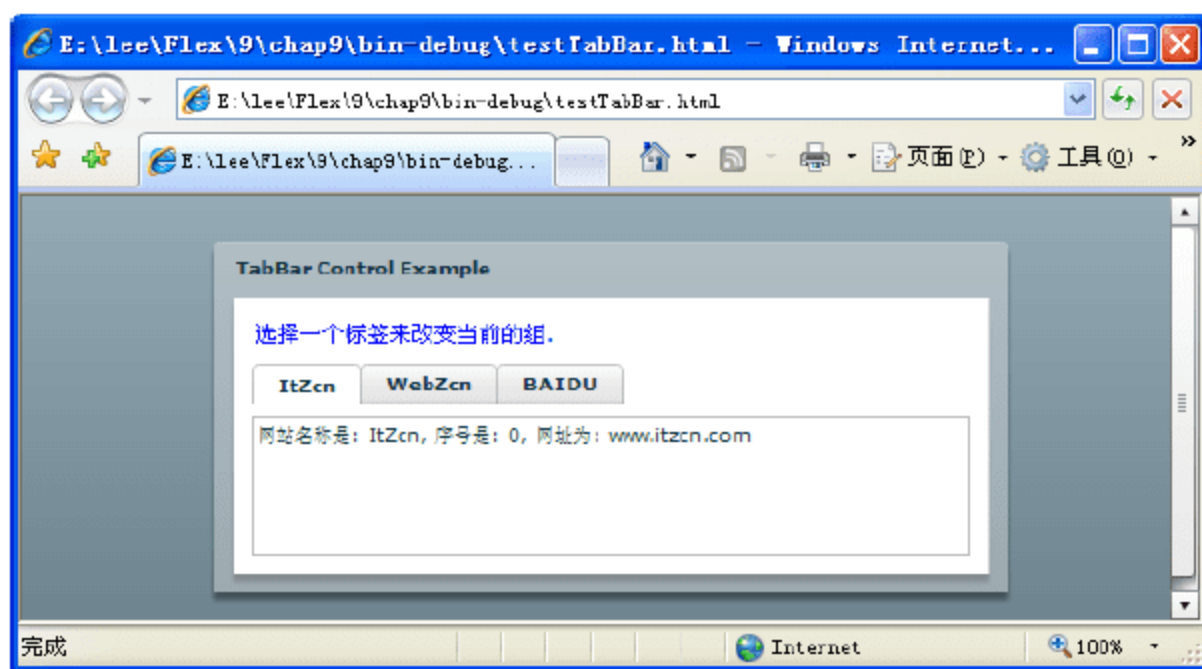 E:\lee\Flex\9\chap9\bin-debug\testTabBar.html - Windows Internet...
E:\lee\Flex\9\chap9\bin-debug\testTabBar.html
E:\lee\Flex\9\chap9\bin-debug... 页面(P) 工具(O) »
TabBar Control Example
选择一个标签来改变当前的组.
ItZcn WebZcn BAIDU
网站名称是: ItZcn, 序号是: 0, 网址为: www.itzcn.com
完成 Internet 100%